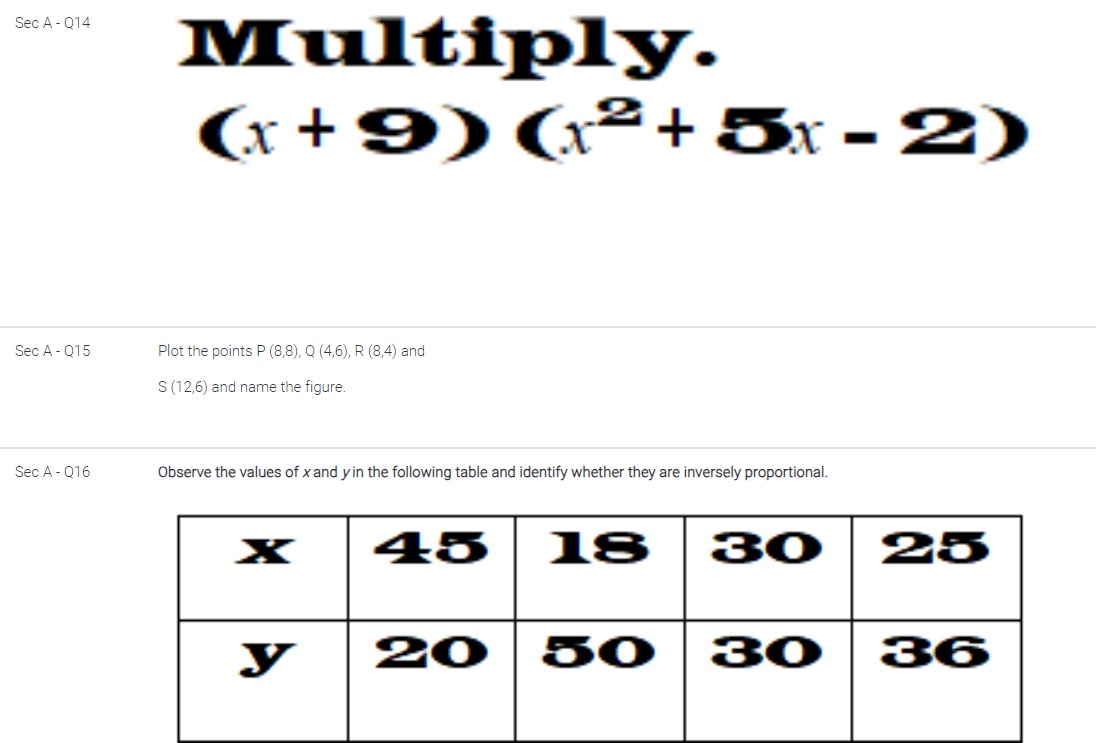 Sec A - Q14
Multiply.
(x + 9) (x² + 5x - 2)
Sec A - Q15
Plot the points P (8,8), Q (4,6), R (8,4) and
S (12,6) and name the figure.
Sec A - Q16
Observe the values of x and y in the following table and identify whether they are inversely proportional.
x 45 18 30 25
y 20 50 30 36